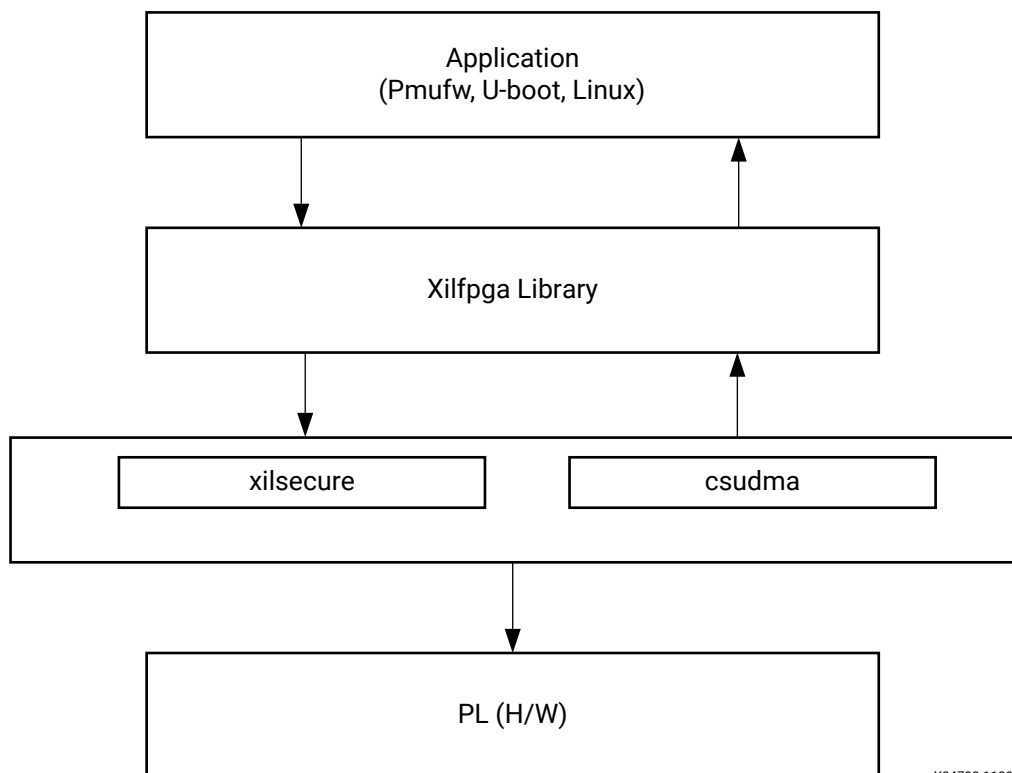 Application
(Pmufw, U-boot, Linux)
Xilfpga Library
xilsecure
csudma
PL (H/W)